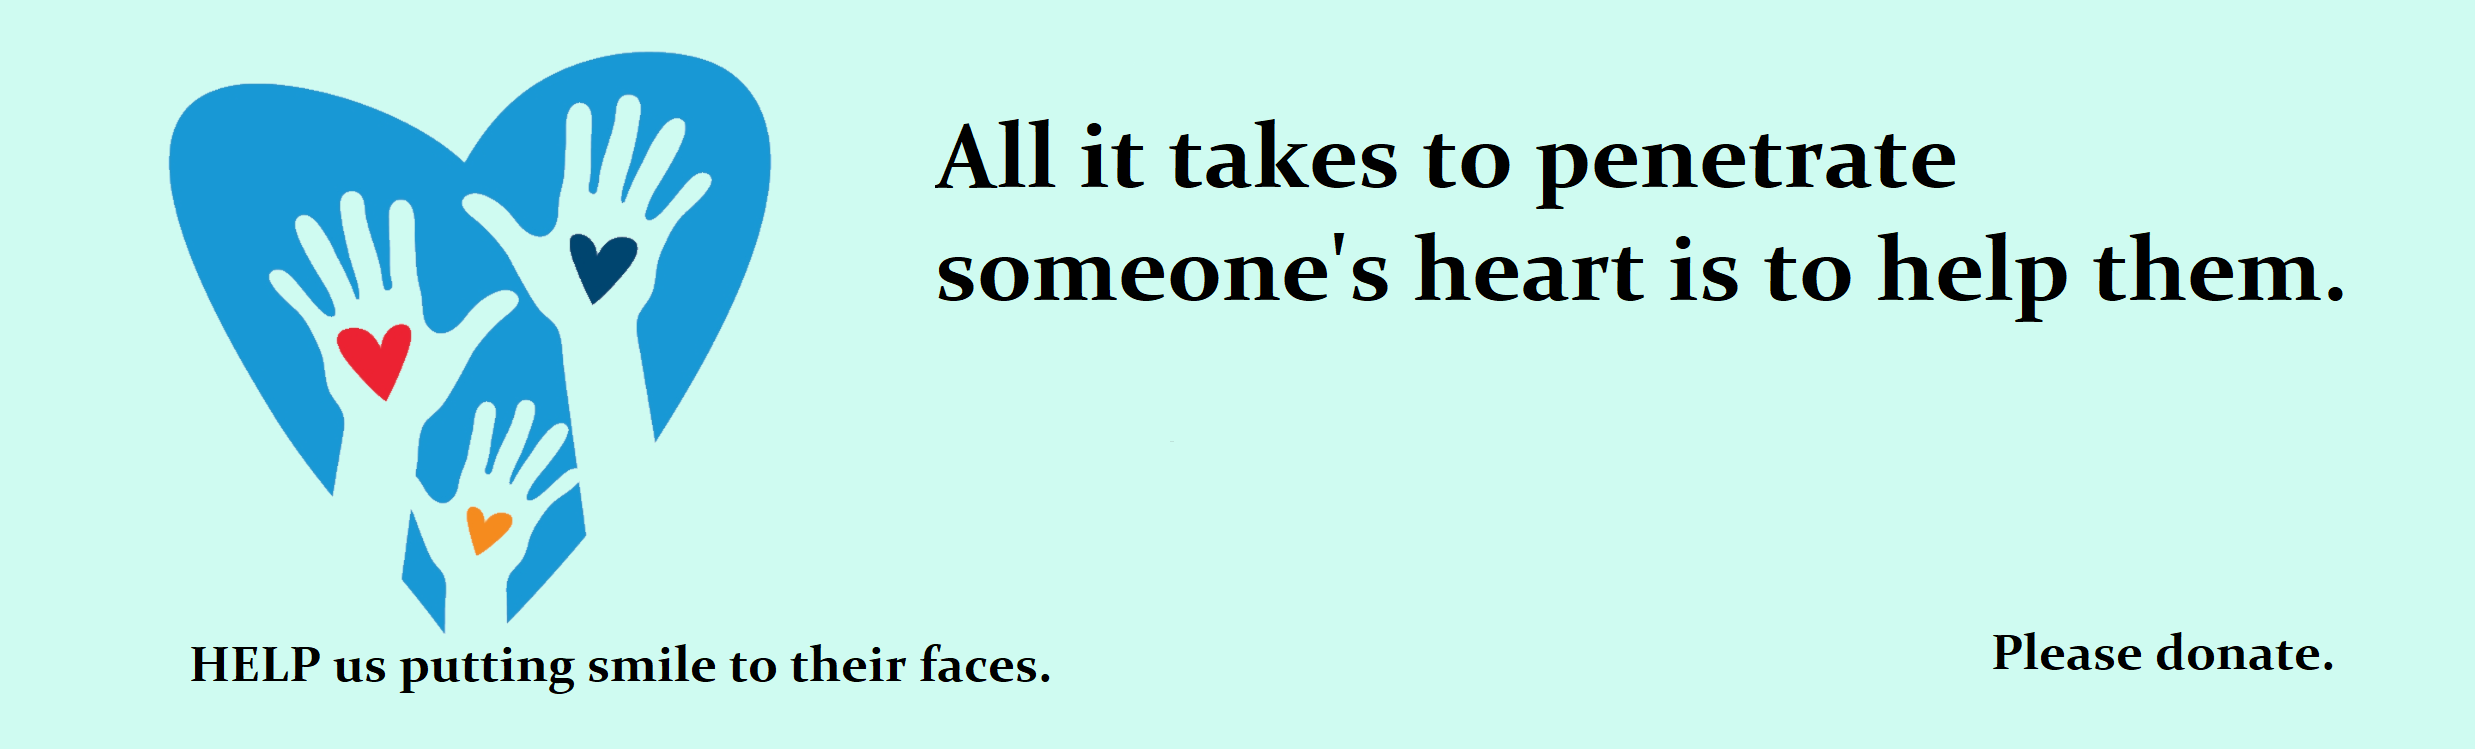 All it takes to penetrate
someone's heart is to help them.
HELP us putting smile to their faces.
Please donate.